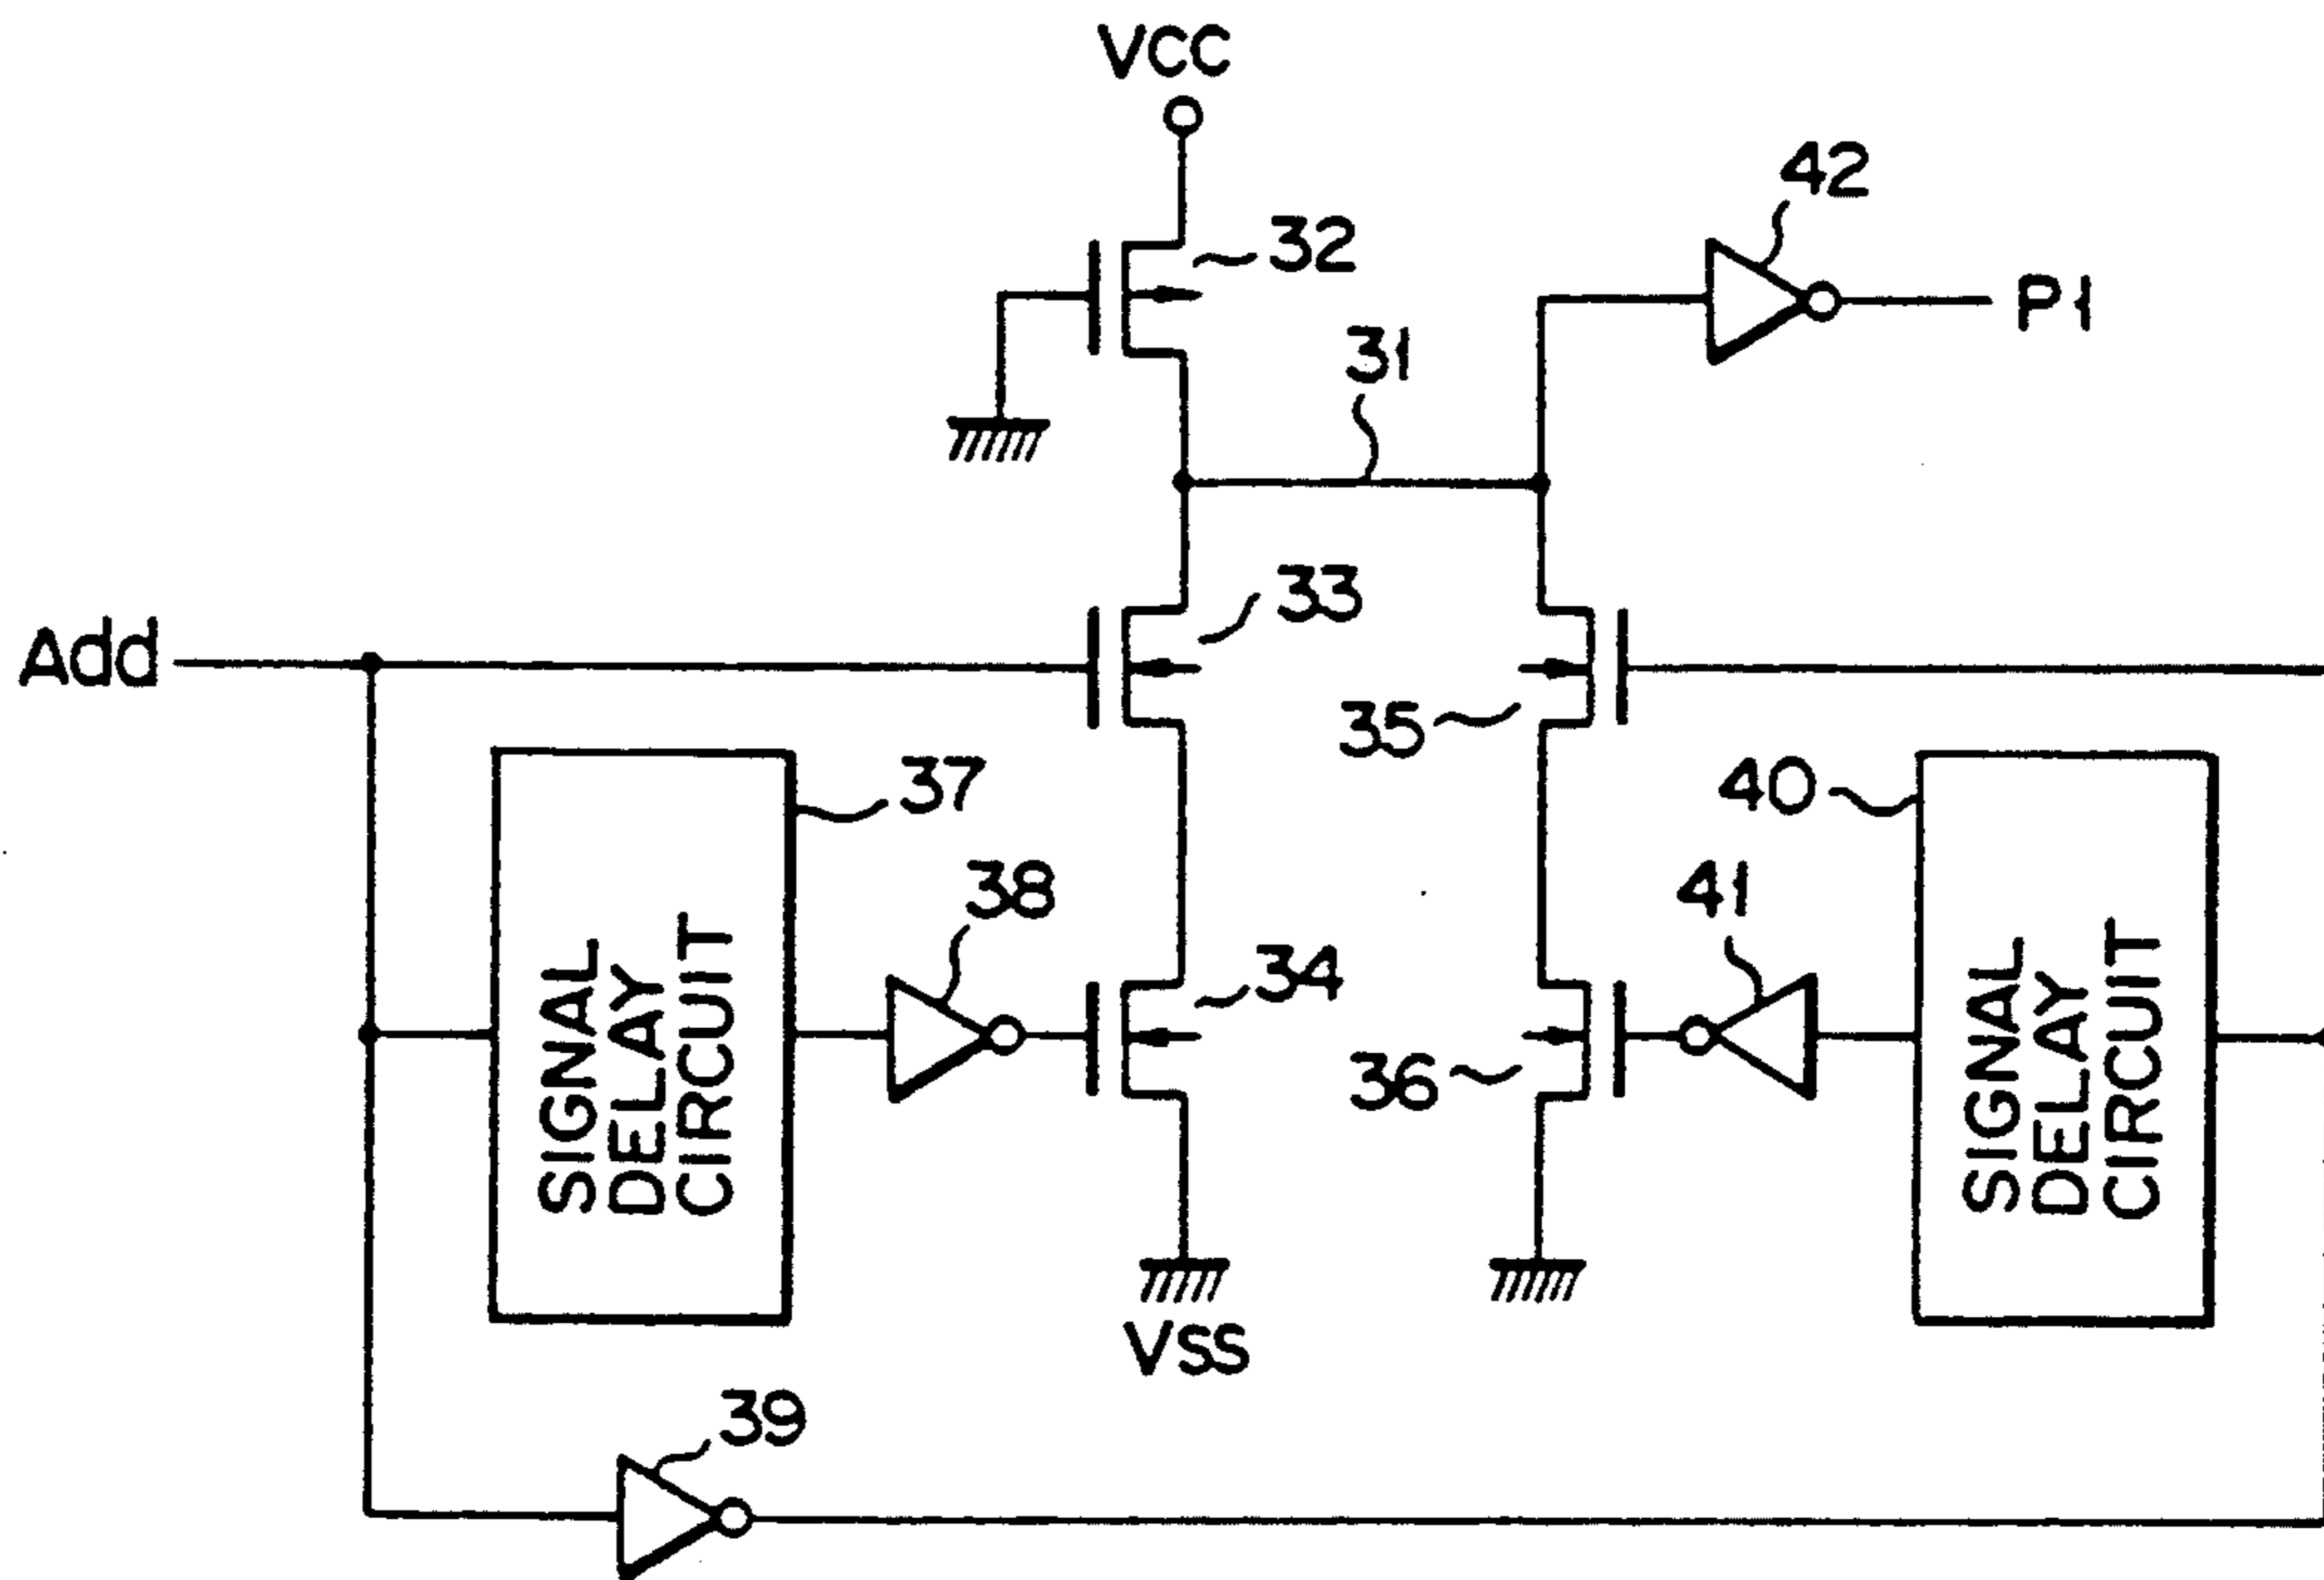 VCC
42
32
P1
31
33
Add
35
37
40
38
41
34
36
SIGNAL
DELAY
CIRCUIT
SIGNAL
DELAY
CIRCUIT
VSS
39